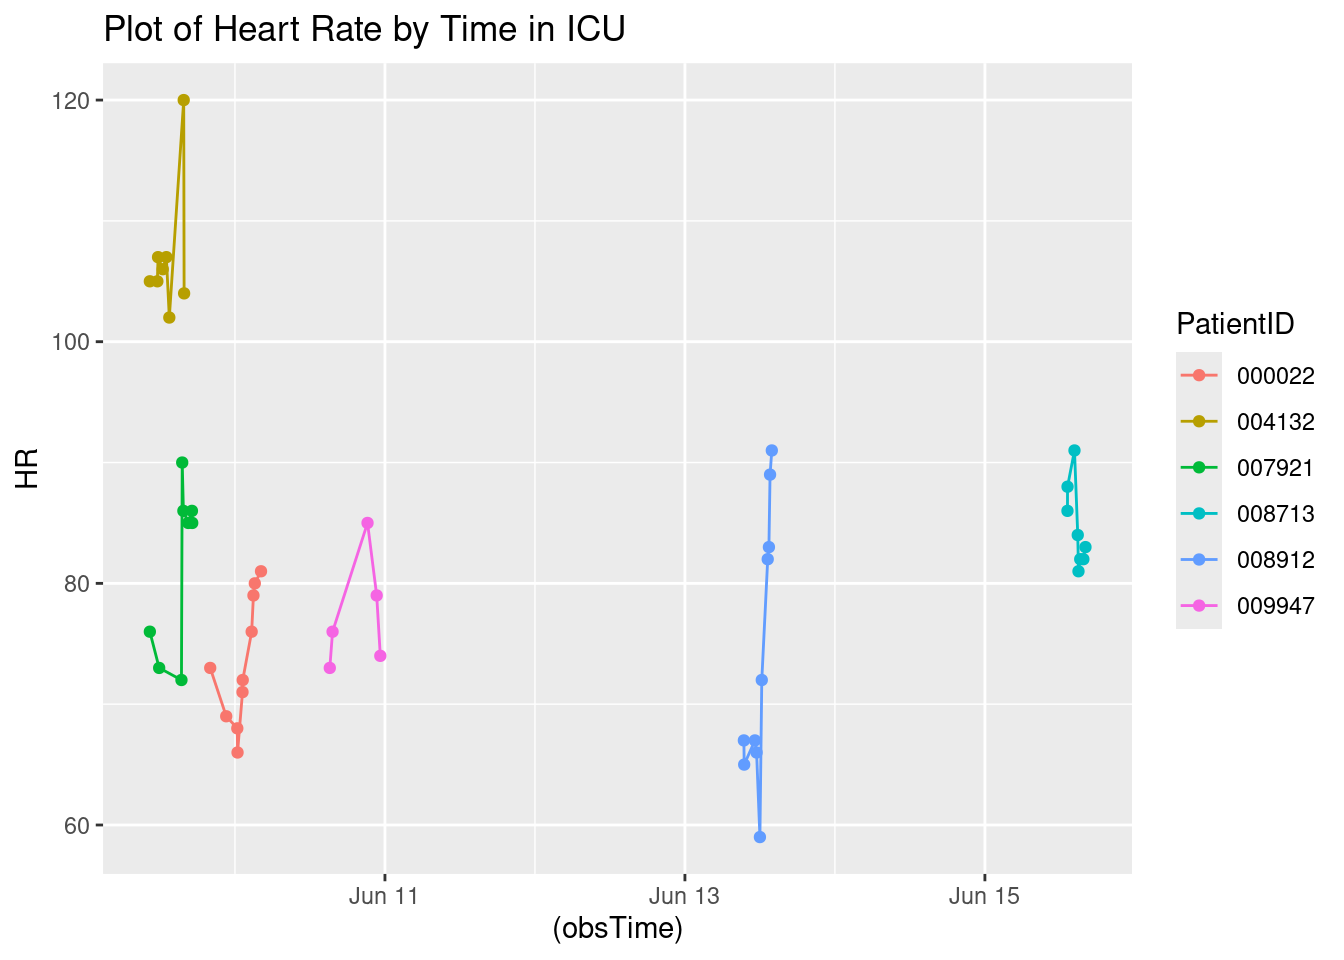 Plot of Heart Rate by Time in ICU
120
100
80
60
HR
Jun 11
Jun 13
Jun 15
(obsTime)
PatientID
000022
004132
007921
008713
008912
009947